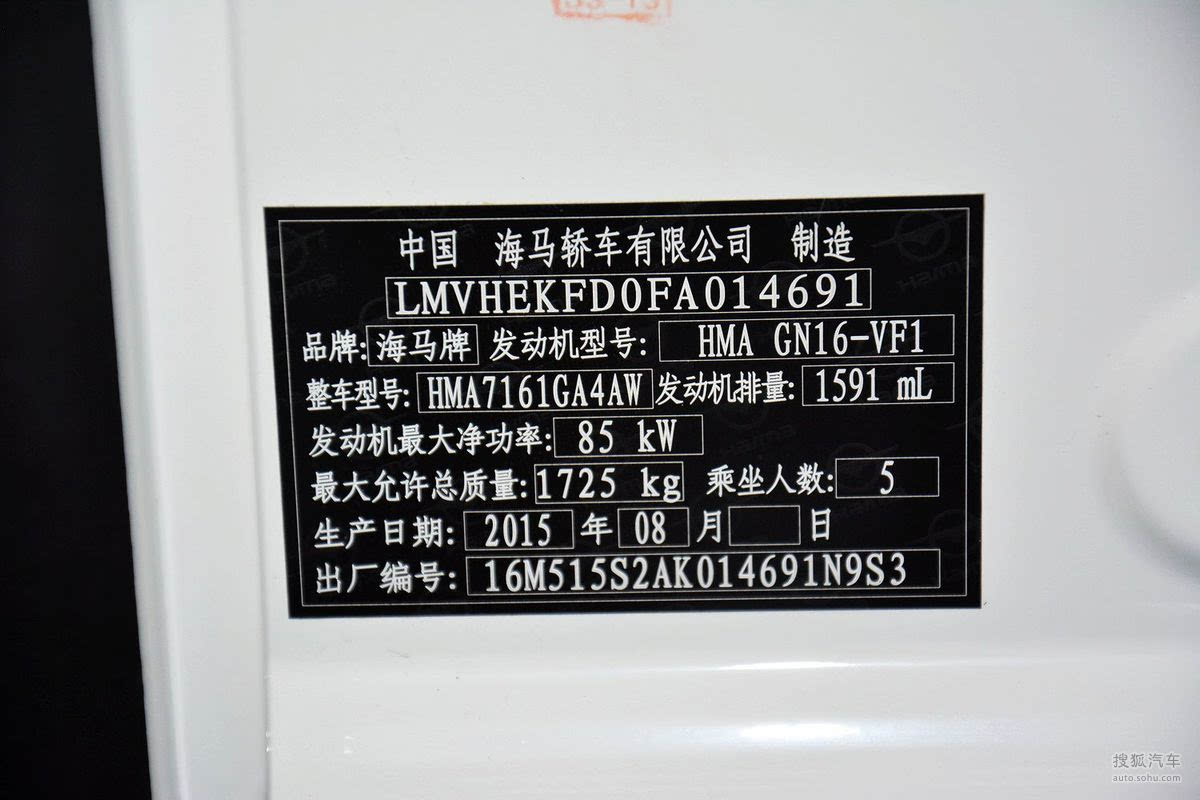 中国 海马轿车有限公司 制造
LMVHEKFD0FA014691
品牌: 海马牌 发动机型号: HMA GN16-VF1
整车型号: HMA7161GA4AW 发动机排量: 1591 mL
发动机最大净功率: 85 kW
最大允许总质量: 1725 kg 乘坐人数: 5
生产日期: 2015 年 08 月 日
出厂编号: 16M515S2AK014691N9S3
搜狐汽车
auto.sohu.com